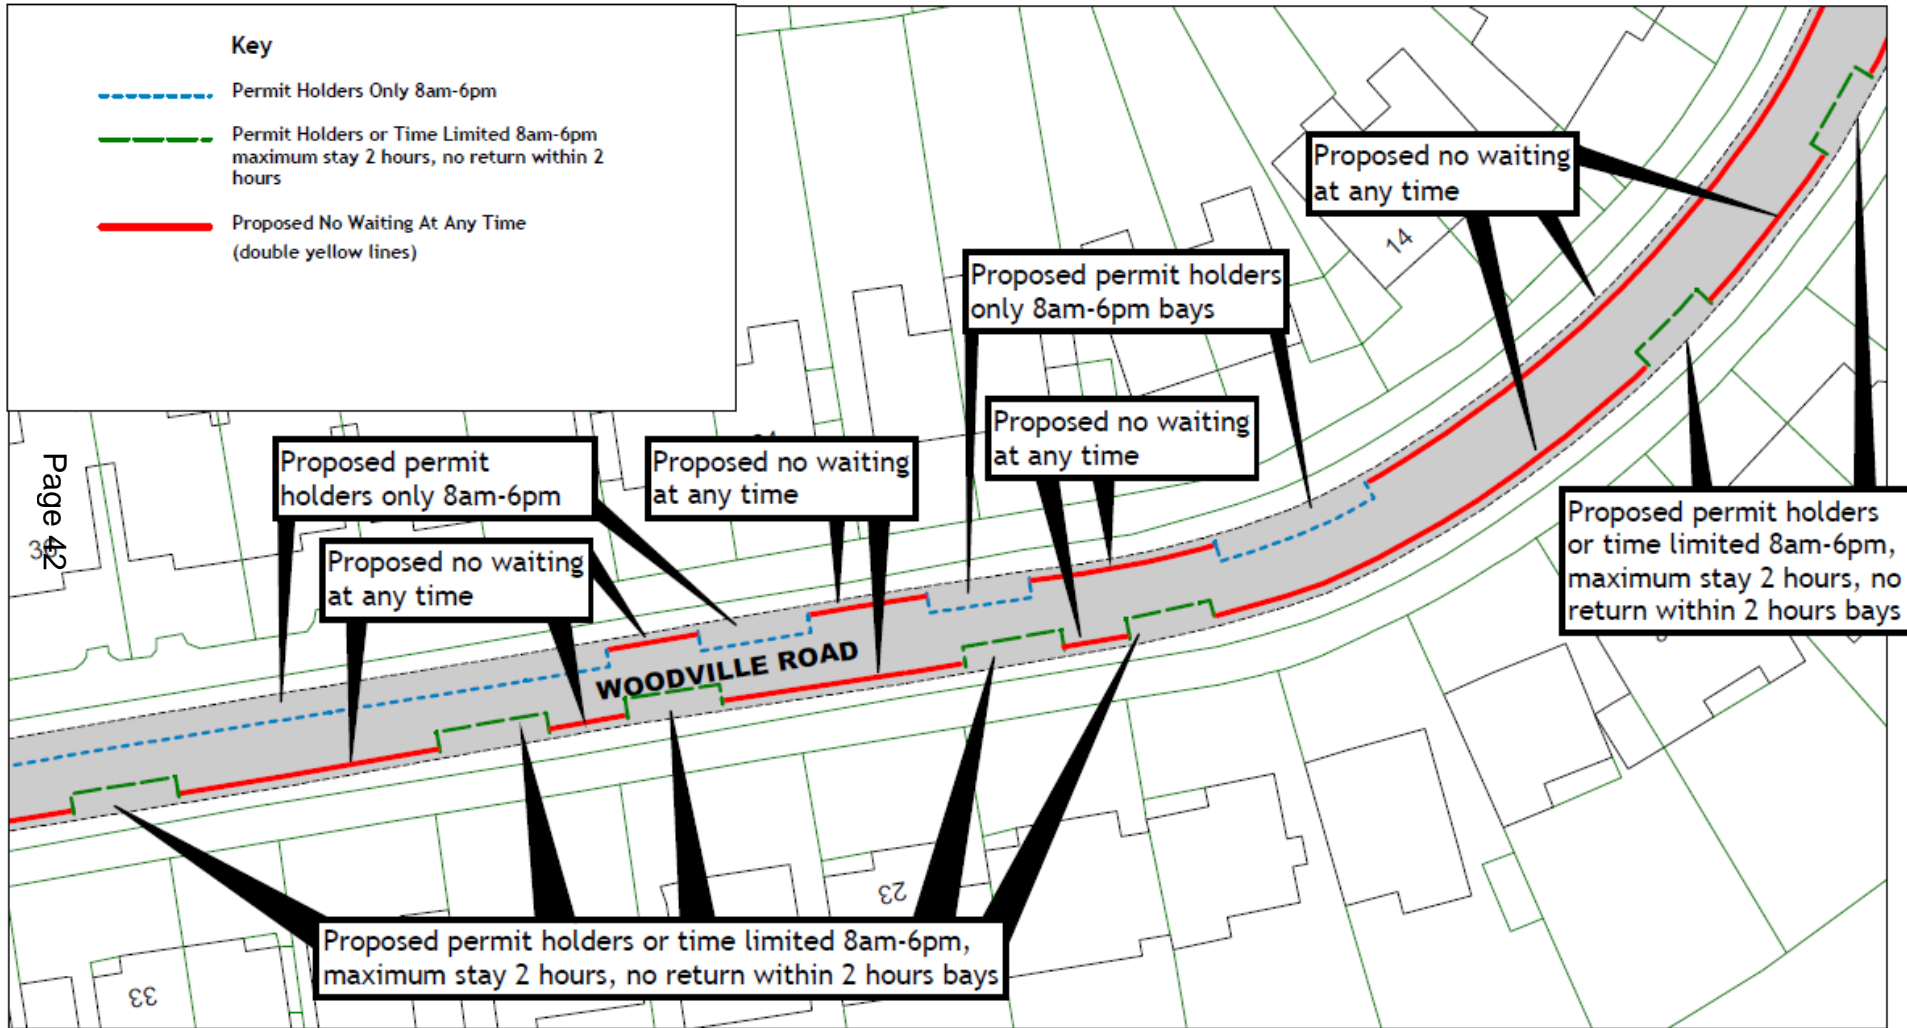 Key
Permit Holders Only 8am-6pm
Permit Holders or Time Limited 8am-6pm
maximum stay 2 hours, no return within 2
hours
Proposed No Waiting At Any Time
(double yellow lines)
Proposed no waiting
at any time
14
Proposed permit holders
only 8am-6pm bays
Proposed no waiting
at any time
Proposed permit
holders only 8am-6pm
Proposed no waiting
at any time
Page 42
Proposed no waiting
at any time
Proposed permit holders
or time limited 8am-6pm,
maximum stay 2 hours, no
return within 2 hours bays
WOODVILLE ROAD
23
Proposed permit holders or time limited 8am-6pm,
maximum stay 2 hours, no return within 2 hours bays
33